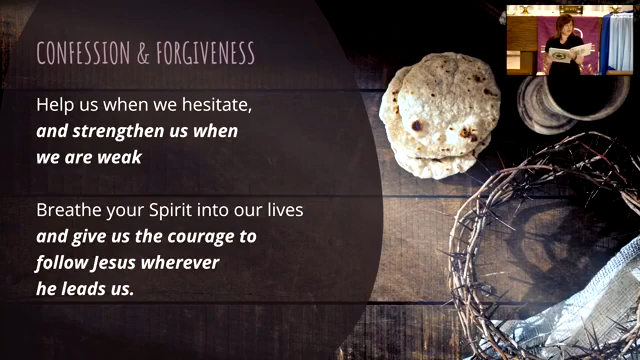 CONFESSION & FORGIVENESS
Help us when we hesitate,
and strengthen us when
we are weak
Breathe your Spirit into our lives
and give us the courage to
follow Jesus wherever
he leads us.